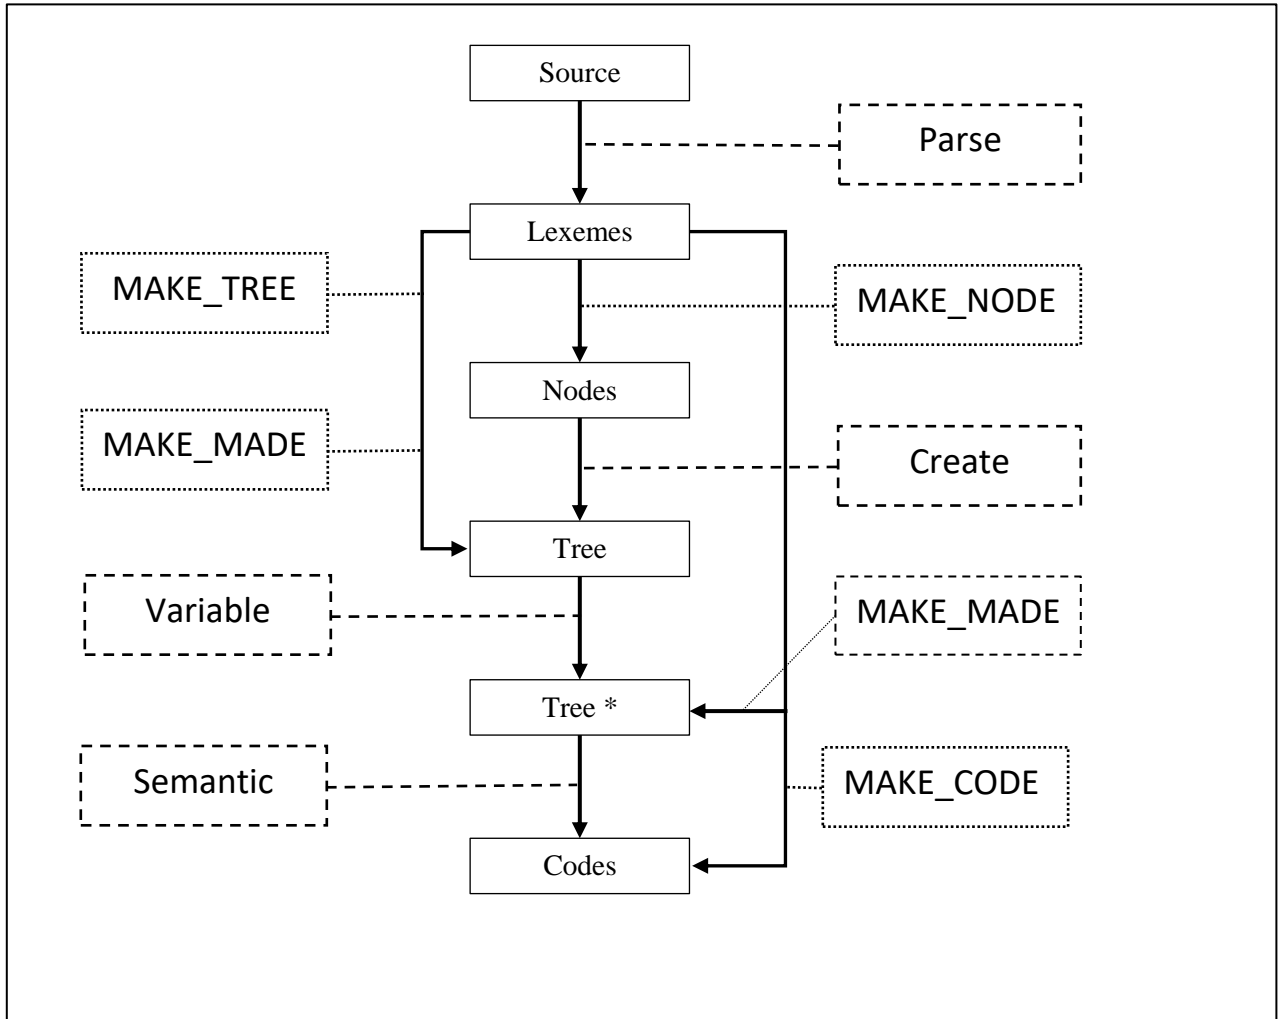 Source
Parse
Lexemes
MAKE_TREE
MAKE_NODE
Nodes
MAKE_MADE
Create
Tree
Variable
MAKE_MADE
Tree *
Semantic
MAKE_CODE
Codes